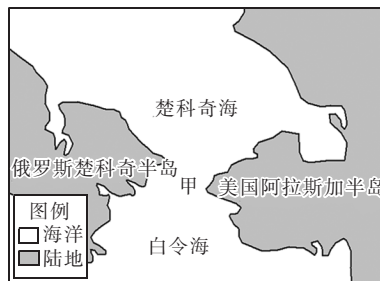 楚科奇海
俄罗斯楚科奇半岛
甲
美国阿拉斯加半岛
白令海
图例
海洋
陆地